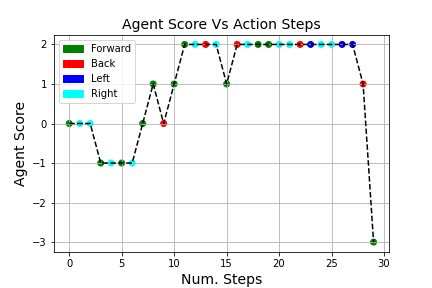 Agent Score Vs Action Steps
Agent Score
2
1
0
−1
−2
−3
Forward
Back
Left
Right
0 5 10 15 20 25 30
Num. Steps